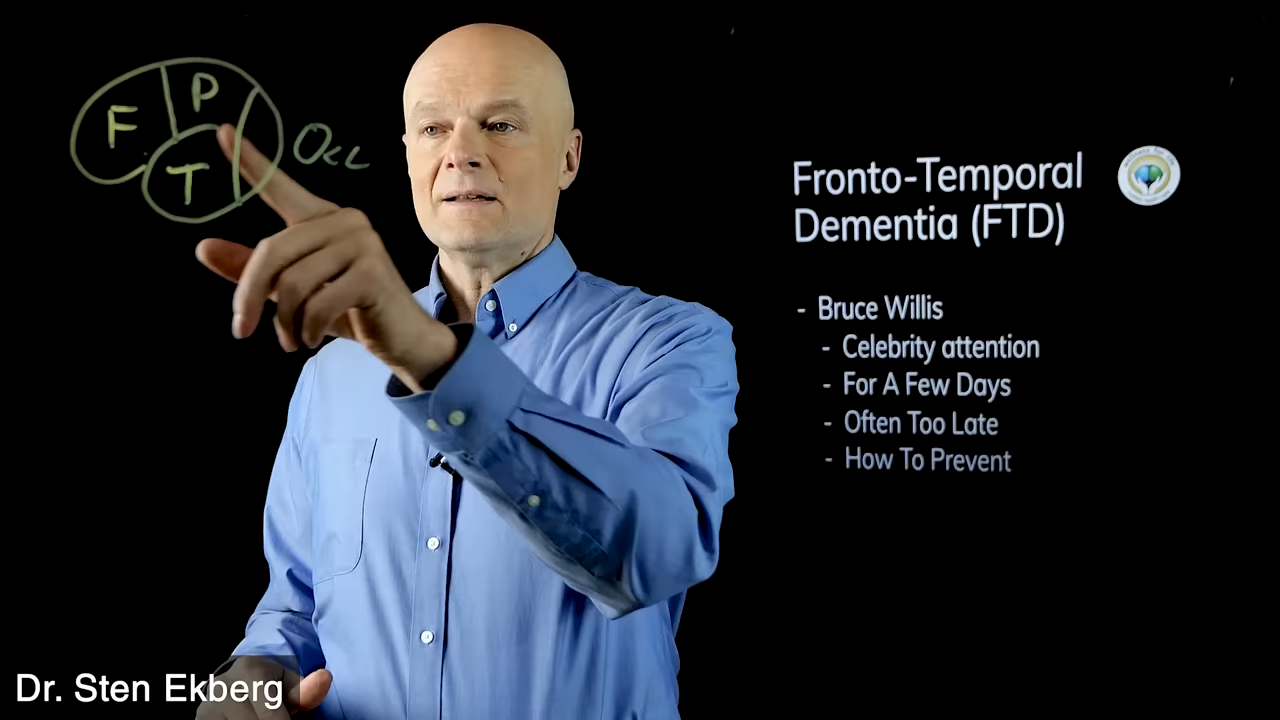 F
P
T
Occ
Fronto-Temporal
Dementia (FTD)
- Bruce Willis
- Celebrity attention
- For A Few Days
- Often Too Late
- How To Prevent
Dr. Sten Ekberg